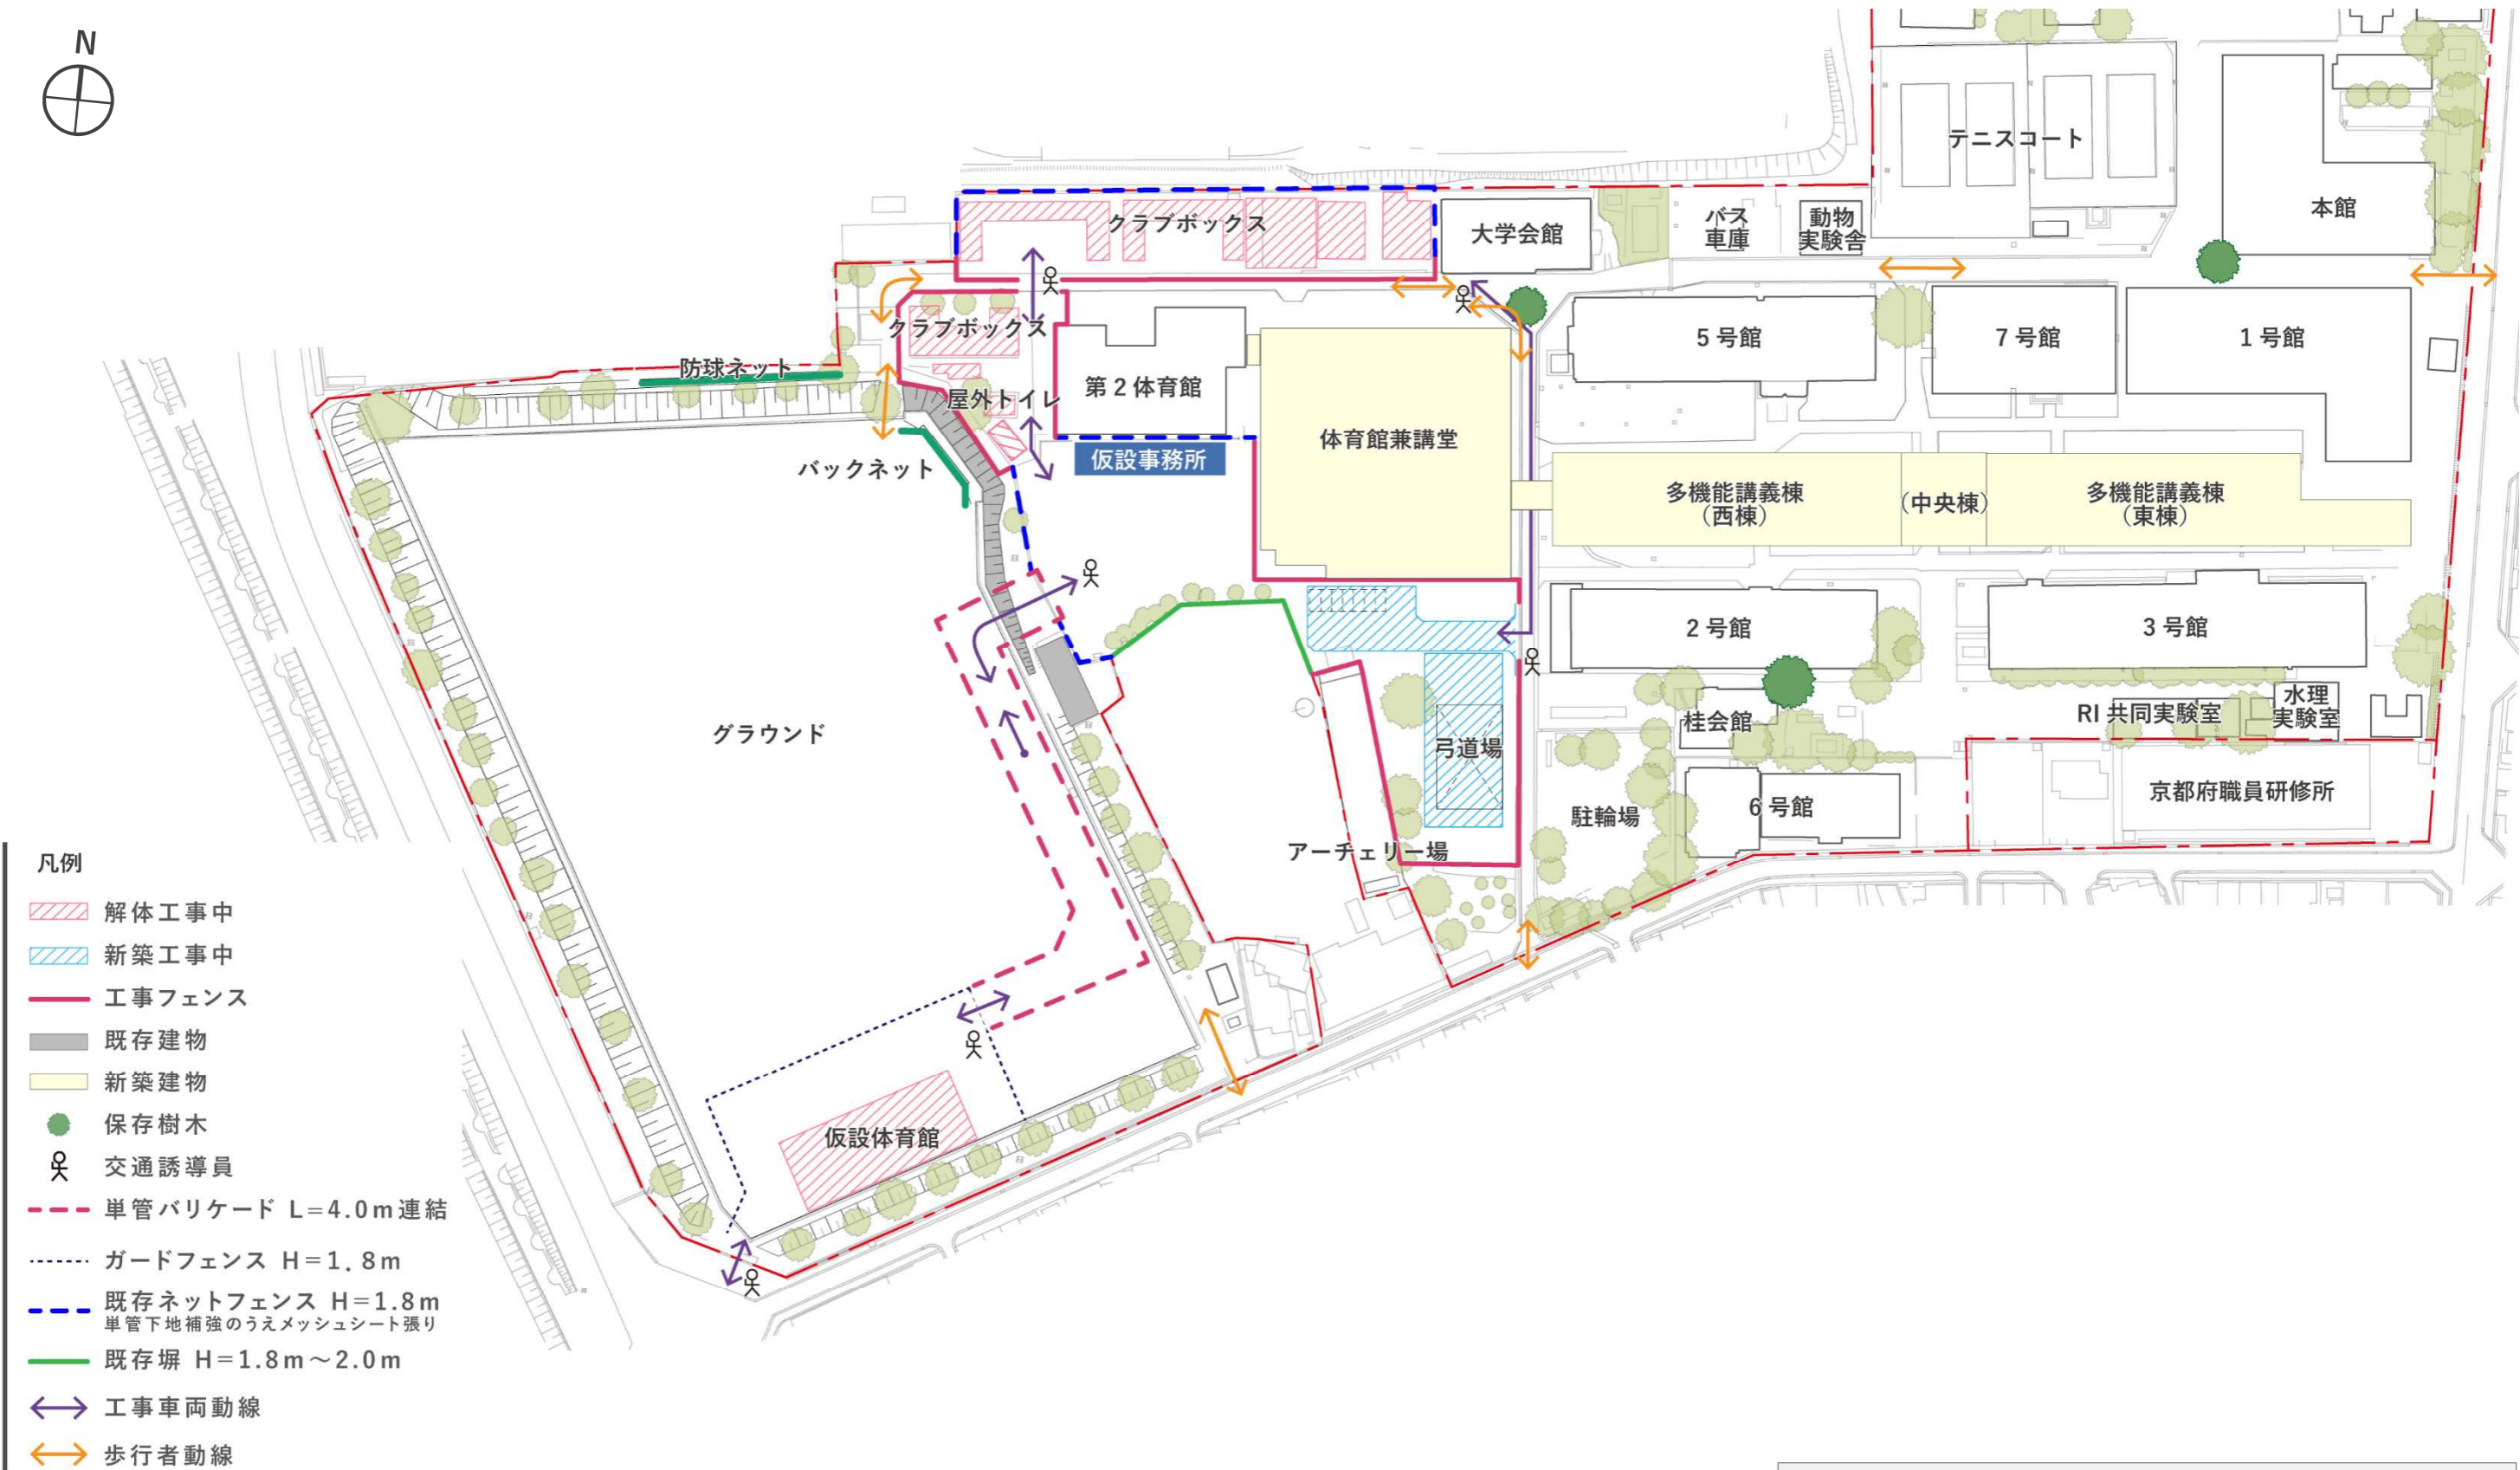 N
テニスコート
本館
クラブボックス
大学会館
バス
車庫
動物
実験舎
クラブボックス
5号館
7号館
1号館
防球ネット
第2体育館
屋外トイレ
体育館兼講堂
仮設事務所
バックネット
多機能講義棟
(西棟)
(中央棟)
多機能講義棟
(東棟)
2号館
3号館
グラウンド
弓道場
桂会館
RI共同実験室
水理
実験室
京都府職員研修所
駐輪場
6号館
アーチェリー場
仮設体育館
凡例
解体工事中
新築工事中
工事フェンス
既存建物
新築建物
保存樹木
交通誘導員
単管バリケード L=4.0m連結
ガードフェンス H=1.8m
既存ネットフェンス H=1.8m
単管下地補強のうえメッシュシート張り
既存塀 H=1.8m〜2.0m
工事車両動線
歩行者動線